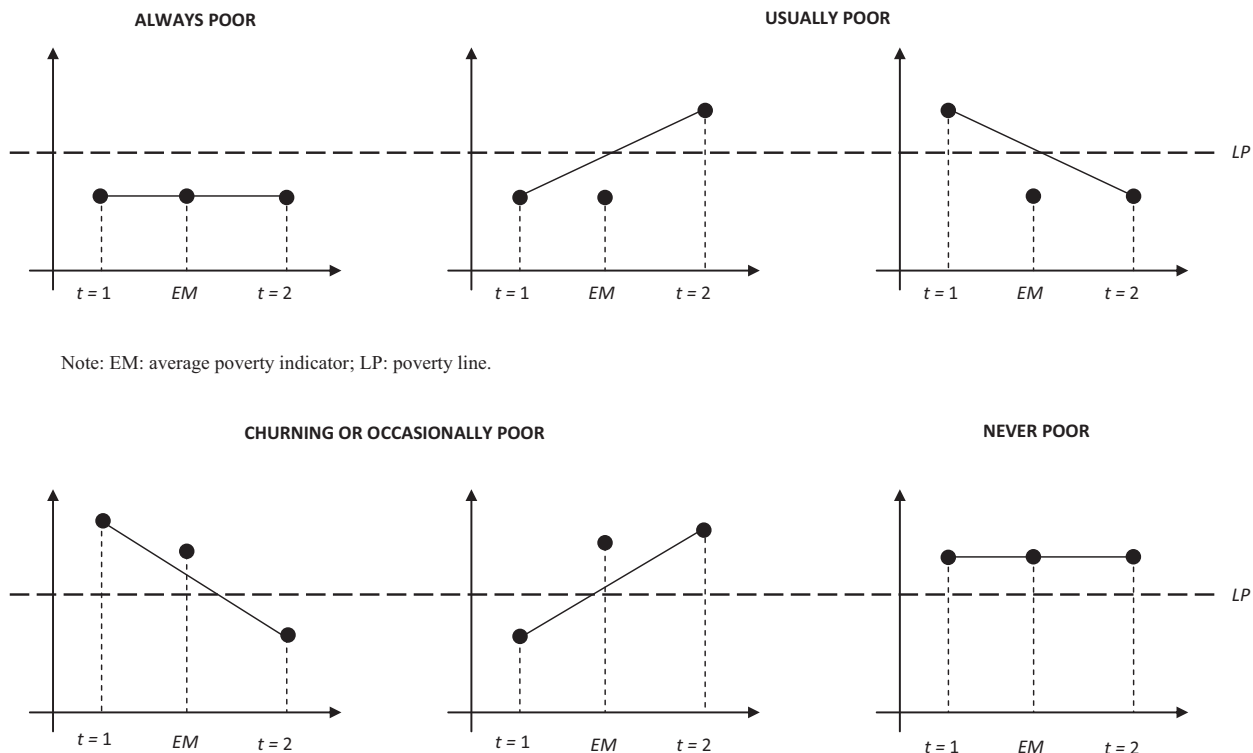 ALWAYS POOR
USUALLY POOR
LP
t = 1 EM t = 2
t = 1 EM t = 2
t = 1 EM t = 2
Note: EM: average poverty indicator; LP: poverty line.
CHURNING OR OCCASIONALLY POOR
NEVER POOR
LP
t = 1 EM t = 2
t = 1 EM t = 2
t = 1 EM t = 2